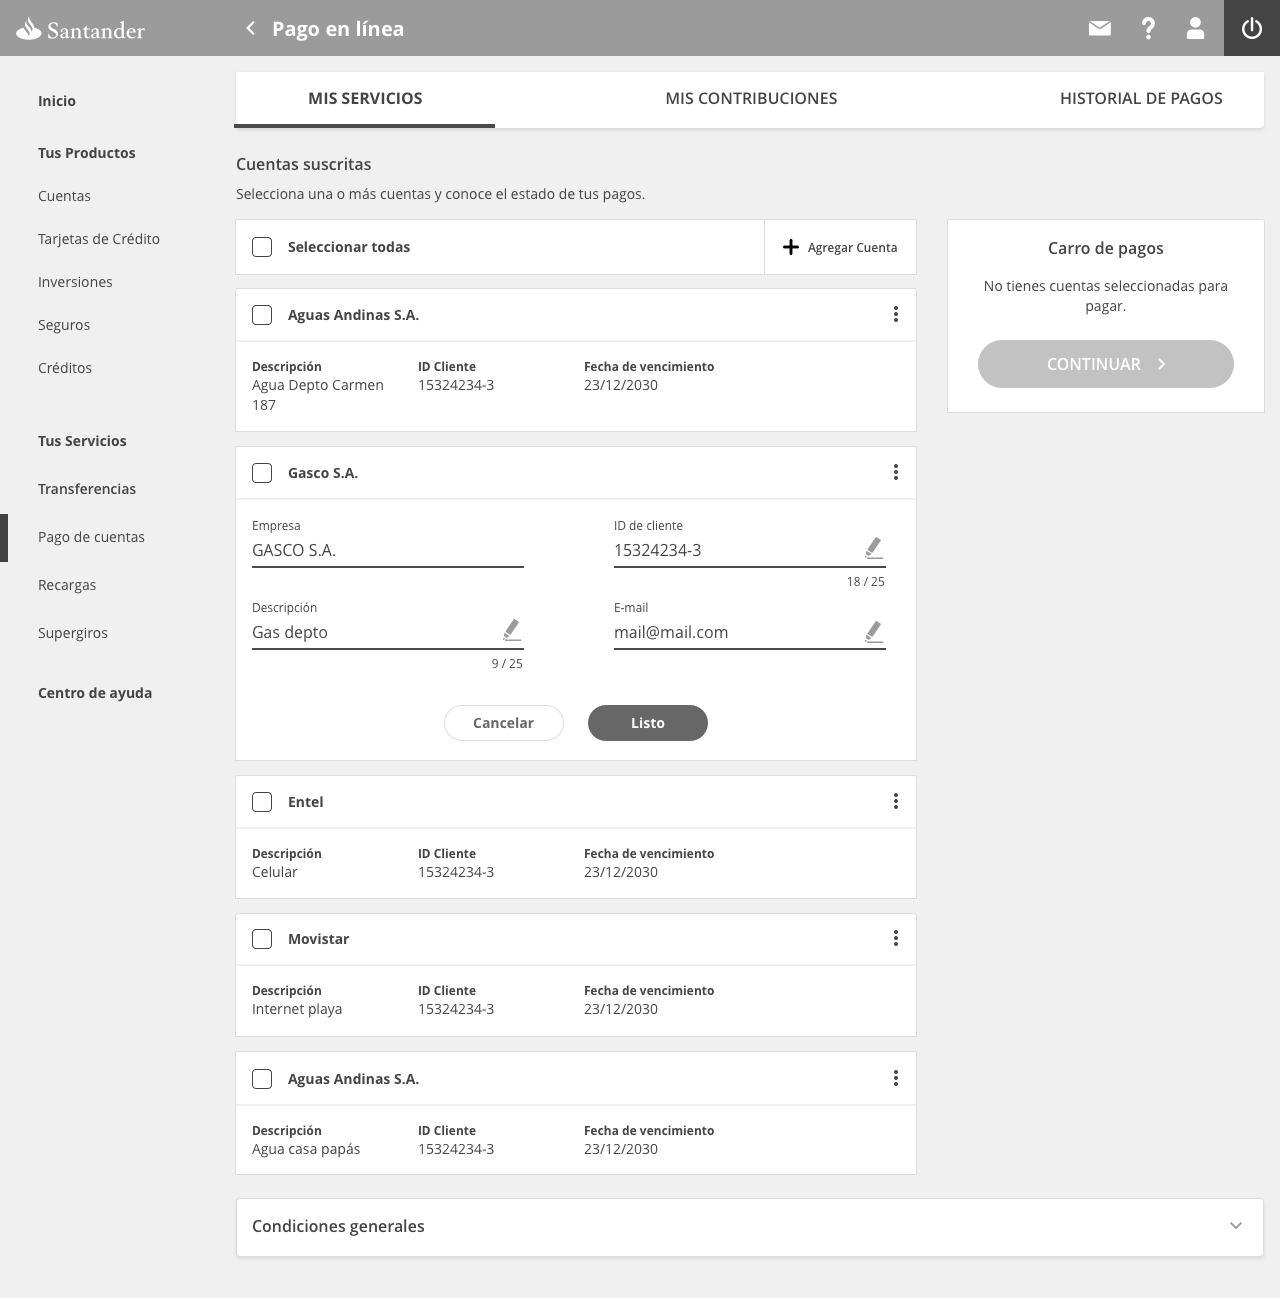 Santander
Pago en línea
Inicio
Tus Productos
Cuentas
Tarjetas de Crédito
Inversiones
Seguros
Créditos
Tus Servicios
Transferencias
Pago de cuentas
Recargas
Supergiros
Centro de ayuda
MIS SERVICIOS
MIS CONTRIBUCIONES
HISTORIAL DE PAGOS
Cuentas suscritas
Selecciona una o más cuentas y conoce el estado de tus pagos.
Seleccionar todas
Agregar Cuenta
Aguas Andinas S.A.
Descripción
Agua Depto Carmen
187
ID Cliente
15324234-3
Fecha de vencimiento
23/12/2030
Gasco S.A.
Empresa
GASCO S.A.
ID de cliente
15324234-3
18 / 25
Descripción
Gas depto
9 / 25
E-mail
mail@mail.com
Cancelar
Listo
Entel
Descripción
Celular
ID Cliente
15324234-3
Fecha de vencimiento
23/12/2030
Movistar
Descripción
Internet playa
ID Cliente
15324234-3
Fecha de vencimiento
23/12/2030
Aguas Andinas S.A.
Descripción
Agua casa papás
ID Cliente
15324234-3
Fecha de vencimiento
23/12/2030
Carro de pagos
No tienes cuentas seleccionadas para
pagar.
CONTINUAR
Condiciones generales